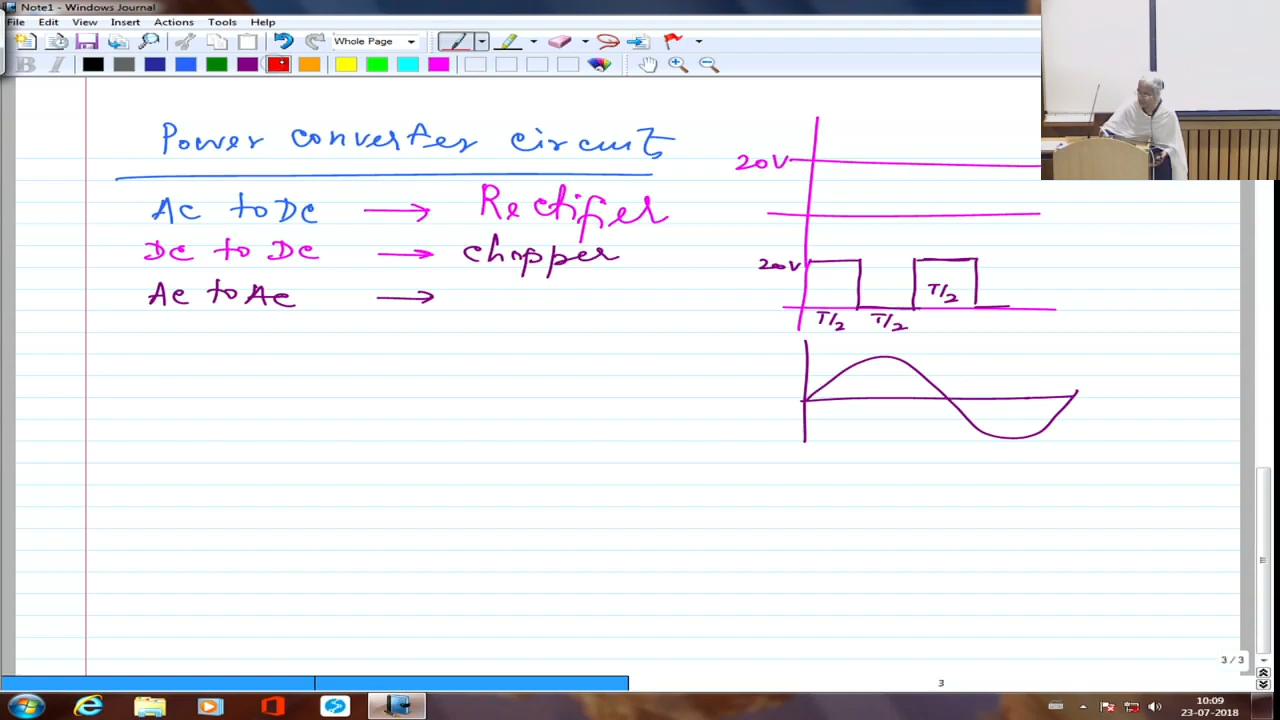 Note1 - Windows Journal
File Edit View Insert Actions Tools Help
Whole Page
B I
Power converter circuits
AC to DC → Rectifier
DC to DC → chopper
AC to AC →
20V
20V
T/2
T/2 T/2
3 / 3
3
10:09
23-07-2018